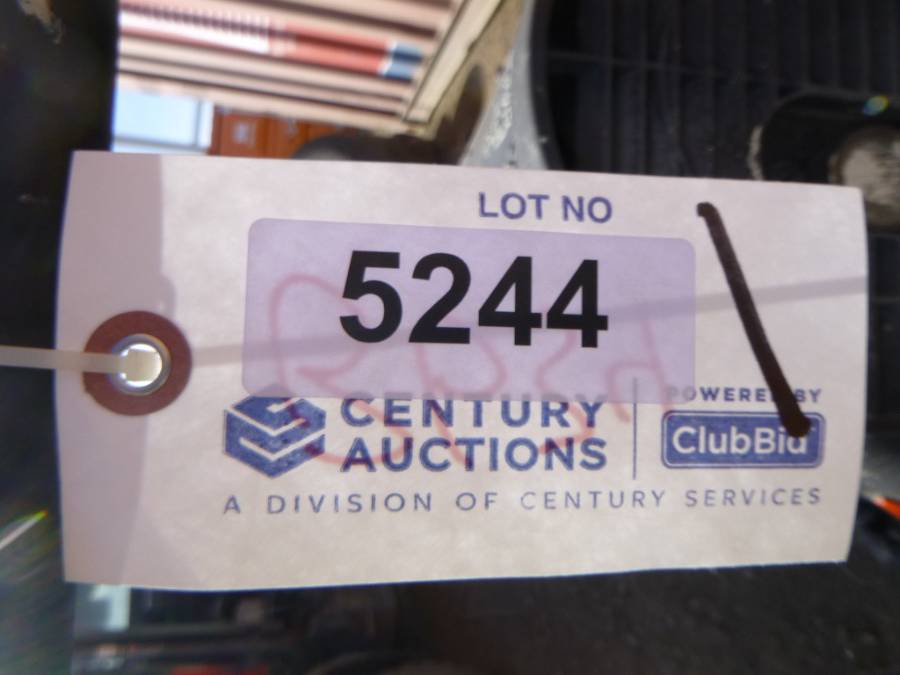 LOT NO
5244
CENTURY AUCTIONS
POWERED BY
ClubBid
A DIVISION OF CENTURY SERVICES